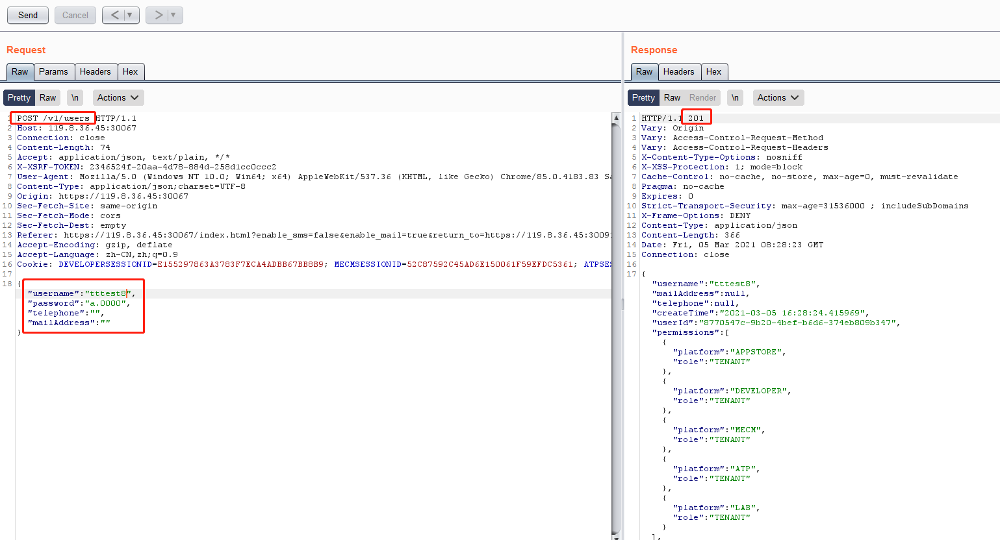 Send Cancel < ▼ > ▼
Request
Raw Params Headers Hex
Pretty Raw \n Actions
1 POST /v1/users HTTP/1.1
2 Host: 119.8.36.45:30067
3 Connection: close
4 Content-Length: 74
5 Accept: application/json, text/plain, */*
6 X-XSRF-TOKEN: 2346524f-20aa-4d78-884d-258d1cc0ccc2
7 User-Agent: Mozilla/5.0 (Windows NT 10.0; Win64; x64) AppleWebKit/537.36 (KHTML, like Gecko) Chrome/85.0.4183.83 Sa
8 Content-Type: application/json;charset=UTF-8
9 Origin: https://119.8.36.45:30067
10 Sec-Fetch-Site: same-origin
11 Sec-Fetch-Mode: cors
12 Sec-Fetch-Dest: empty
13 Referer: https://119.8.36.45:30067/index.html?enable_sms=false&enable_mail=true&return_to=https://119.8.36.45:30091
14 Accept-Encoding: gzip, deflate
15 Accept-Language: zh-CN,zh;q=0.9
16 Cookie: DEVELOPERSESSIONID=E155297863A3783F7ECA4ADBB67BB8B9; MECMSESSIONID=52C87592C45AD6E150061F59EFDC5361; ATPSES
17
18 {
"username":"tttest8",
"password":"a.0000",
"telephone":"",
"mailAddress":""
}
Response
Raw Headers Hex
Pretty Raw Render \n Actions
1 HTTP/1.1 201
2 Vary: Origin
3 Vary: Access-Control-Request-Method
4 Vary: Access-Control-Request-Headers
5 X-Content-Type-Options: nosniff
6 X-XSS-Protection: 1; mode=block
7 Cache-Control: no-cache, no-store, max-age=0, must-revalidate
8 Pragma: no-cache
9 Expires: 0
10 Strict-Transport-Security: max-age=31536000 ; includeSubDomains
11 X-Frame-Options: DENY
12 Content-Type: application/json
13 Content-Length: 366
14 Date: Fri, 05 Mar 2021 08:28:23 GMT
15 Connection: close
16
17 {
"username":"tttest8",
"mailAddress":null,
"telephone":null,
"createTime":"2021-03-05 16:28:24.415969",
"userId":"8770547c-9b20-4bef-b6d6-374eb809b347",
"permissions":[
{
"platform":"APPSTORE",
"role":"TENANT"
},
{
"platform":"DEVELOPER",
"role":"TENANT"
},
{
"platform":"MECM",
"role":"TENANT"
},
{
"platform":"ATP",
"role":"TENANT"
},
{
"platform":"LAB",
"role":"TENANT"
}
],